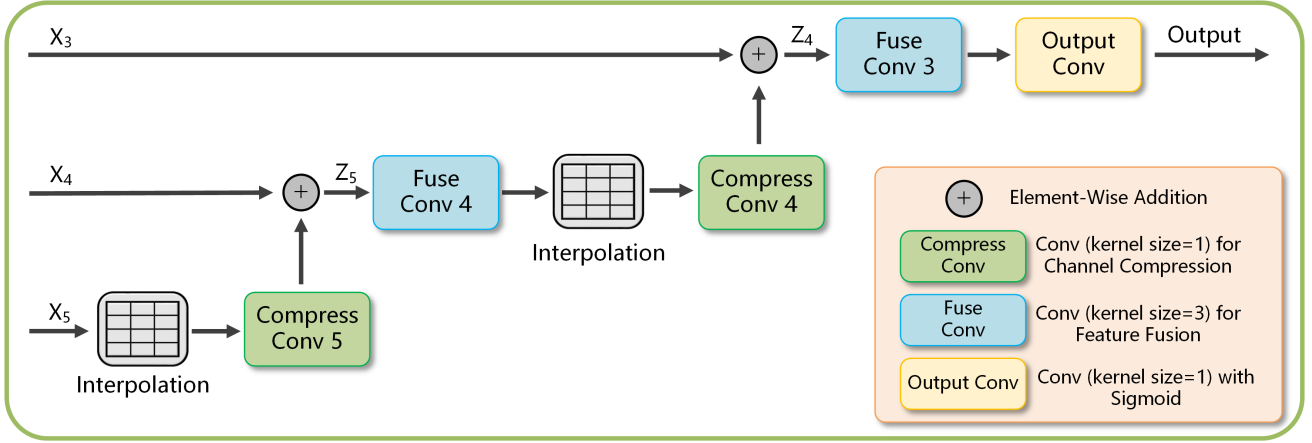 X3
Z4
Fuse
Conv 3
Output
Conv
Output
X4
Z5
Fuse
Conv 4
Interpolation
Compress
Conv 4
X5
Interpolation
Compress
Conv 5
+
+
+
Element-Wise Addition
Compress
Conv
Conv (kernel size=1) for
Channel Compression
Fuse
Conv
Conv (kernel size=3) for
Feature Fusion
Output Conv
Conv (kernel size=1) with
Sigmoid